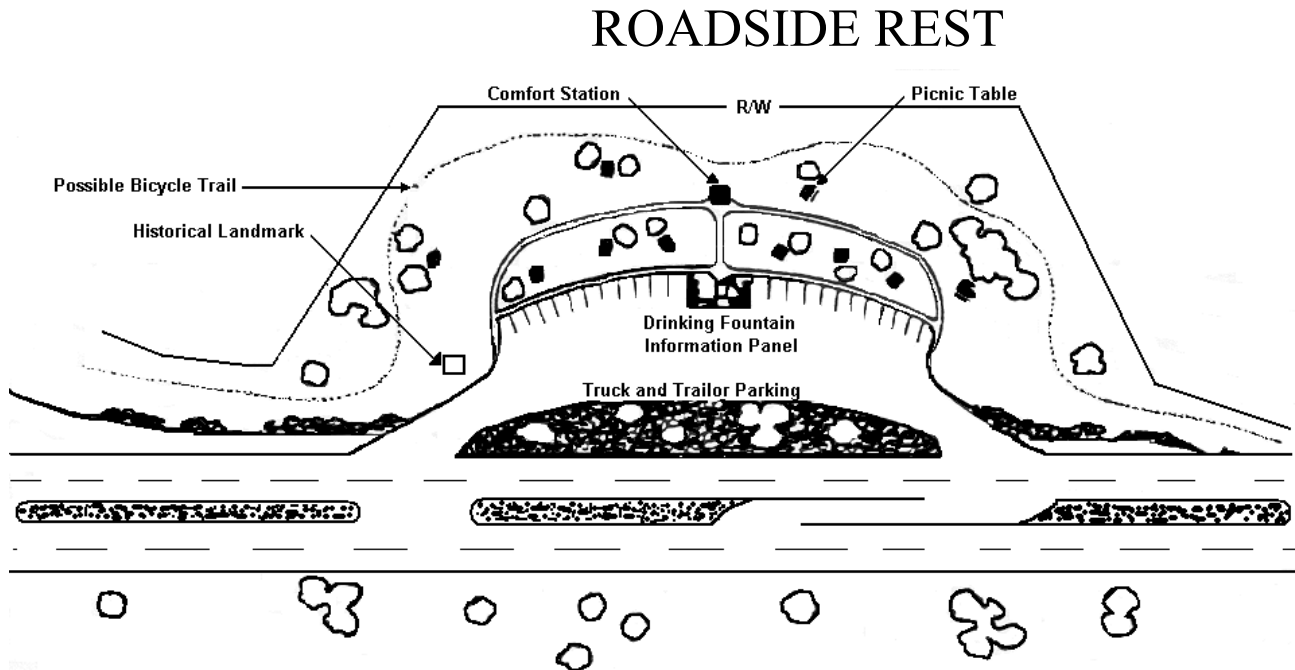 ROADSIDE REST
Comfort Station
R/W
Picnic Table
Possible Bicycle Trail
Historical Landmark
Drinking Fountain
Information Panel
Truck and Trailor Parking